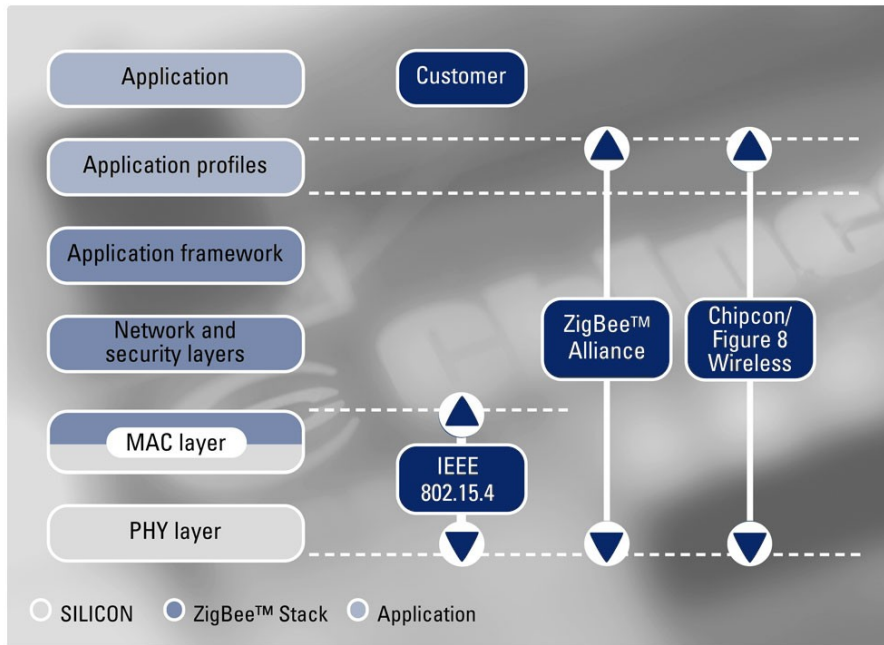 Application
Customer
Application profiles
Application framework
Network and
security layers
ZigBee™
Alliance
Chipcon/
Figure 8
Wireless
MAC layer
IEEE
802.15.4
PHY layer
SILICON
ZigBee™ Stack
Application